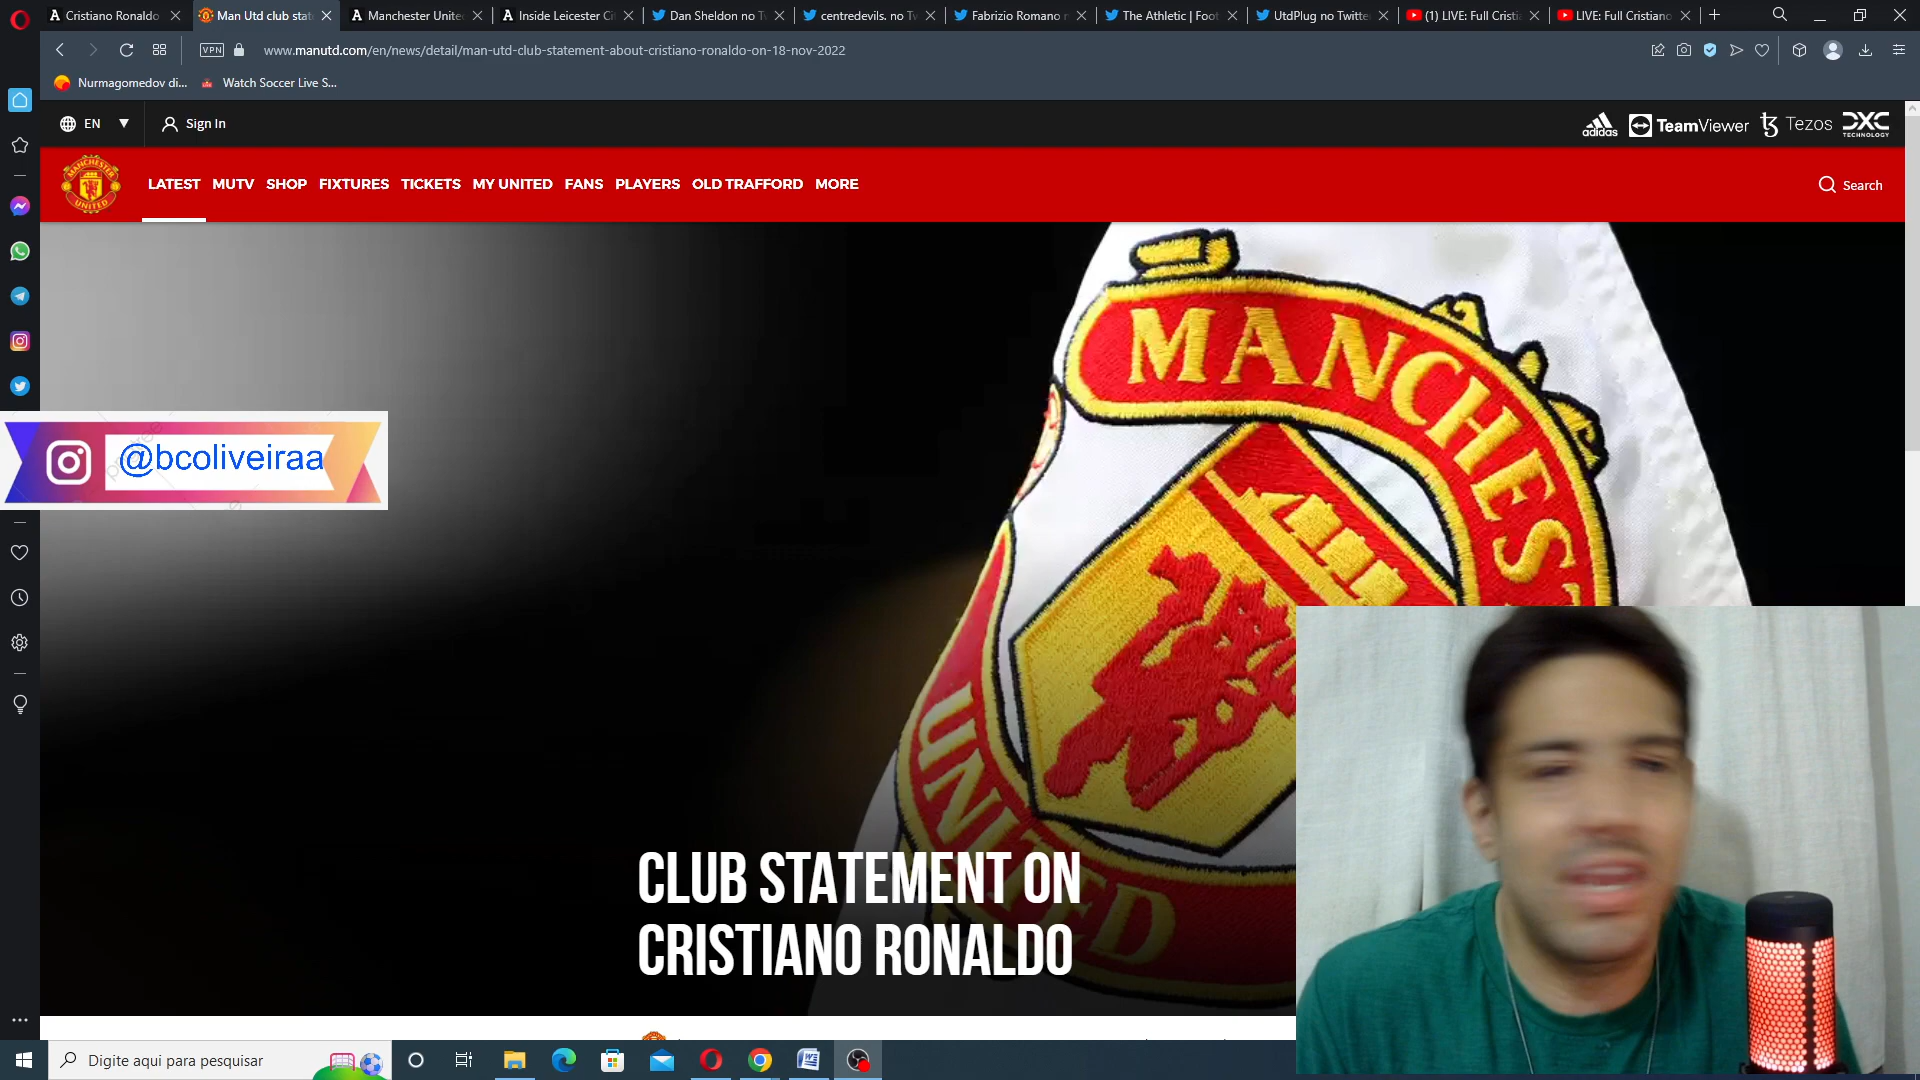 Cristiano Ronaldo
Man Utd club stat
Manchester Unite
Inside Leicester Ci
Dan Sheldon no Tw
centredevils. no Tw
Fabrizio Romano n
The Athletic | Foot
UtdPlug no Twitte
(1) LIVE: Full Cristia
LIVE: Full Cristiano
VPN
www.manutd.com/en/news/detail/man-utd-club-statement-about-cristiano-ronaldo-on-18-nov-2022
Nurmagomedov di...
Watch Soccer Live S...
EN
Sign In
adidas
TeamViewer
Tezos
DXC
TECHNOLOGY
MANCHESTER
UNITED
LATEST
MUTV
SHOP
FIXTURES
TICKETS
MY UNITED
FANS
PLAYERS
OLD TRAFFORD
MORE
Search
MANCHEST
UNITED
@bcoliveiraa
CLUB STATEMENT ON
CRISTIANO RONALDO
Digite aqui para pesquisar